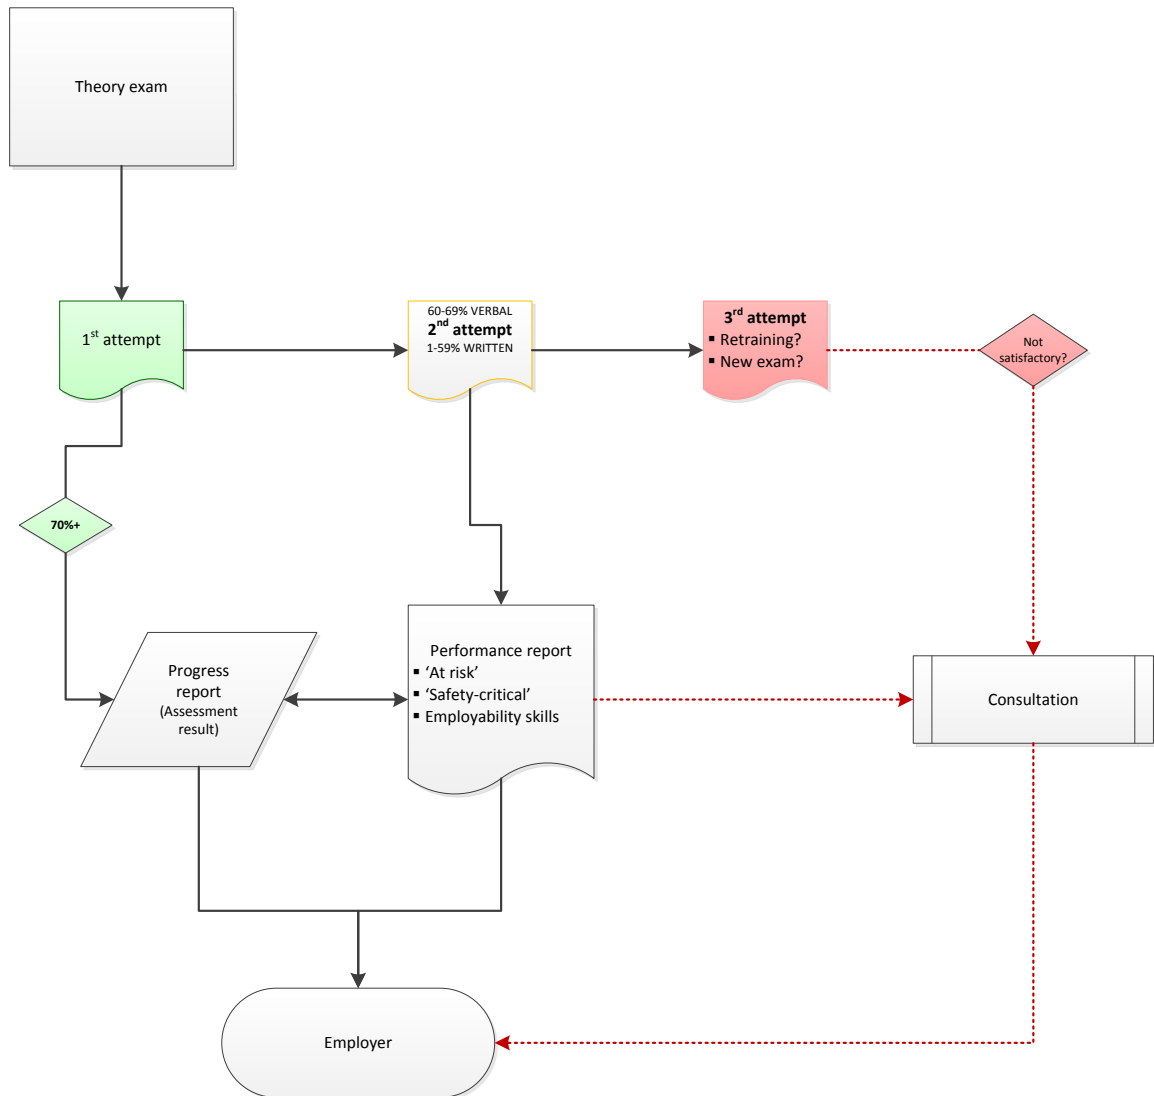 Theory exam
1st attempt
60-69% VERBAL
2nd attempt
1-59% WRITTEN
3rd attempt
▪ Retraining?
▪ New exam?
Not
satisfactory?
70%+
Progress
report
(Assessment
result)
Performance report
▪ ‘At risk’
▪ ‘Safety-critical’
▪ Employability skills
Consultation
Employer